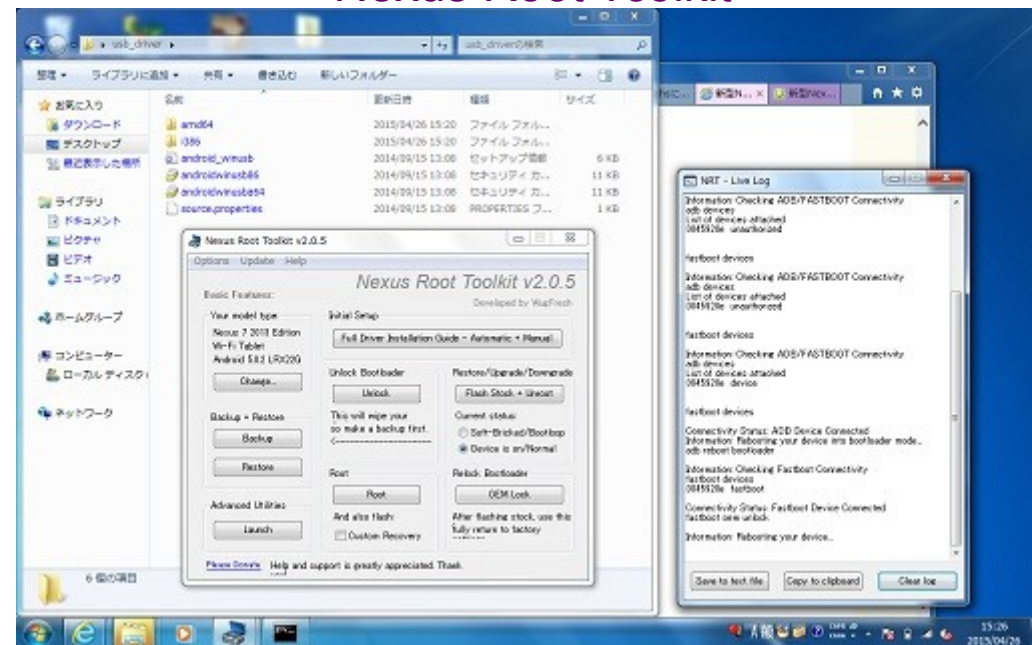 Nexus Root Toolkit
usb_driver
usb_driverの検索
整理
ライブラリに追加
共有
書き込む
新しいフォルダー
名前
更新日時
種類
サイズ
お気に入り
ダウンロード
デスクトップ
最近表示した場所
ライブラリ
ドキュメント
ピクチャ
ビデオ
ミュージック
ホームグループ
コンピューター
ローカル ディスク
ネットワーク
amd64 2015/04/26 15:20 ファイル フォル...
i386 2015/04/26 15:20 ファイル フォル...
android_winusb 2014/09/15 13:08 セットアップ情報 6 KB
androidwinusb86 2014/09/15 13:08 セキュリティ カ... 11 KB
androidwinusba64 2014/09/15 13:08 セキュリティ カ... 11 KB
source.properties 2014/09/15 13:08 PROPERTIES フ... 1 KB
6 個の項目
Nexus Root Toolkit v2.0.5
Options Update Help
Nexus Root Toolkit v2.0.5
Developed by WugFresh
Basic Features:
Your model type
Nexus 7 2013 Edition
Wi-Fi Tablet
Android 5.0.2 LRX22G
Change...
Backup + Restore
Backup
Restore
Advanced Utilities
Launch
Initial Setup
Full Driver Installation Guide - Automatic + Manual
Unlock Bootloader
Unlock
This will wipe your
so make a backup first.
Root
Root
And also flash:
Custom Recovery
Restore/Upgrade/Downgrade
Flash Stock + Unroot
Current status:
Soft-Bricked/Bootloop
Device is on/Normal
Relock Bootloader
OEM Lock
After flashing stock, use this
fully return to factory
Please Donate Help and support is greatly appreciated. Thank
NRT - Live Log
Information: Checking ADB/FASTBOOT Connectivity
adb devices
List of devices attached
unauthorized
fastboot devices
Information: Checking ADB/FASTBOOT Connectivity
adb devices
List of devices attached
unauthorized
fastboot devices
Information: Checking ADB/FASTBOOT Connectivity
adb devices
List of devices attached
device
fastboot devices
Connectivity Status: ADB Device Connected
Information: Rebooting your device into bootloader mode...
adb reboot bootloader
Information: Checking Fastboot Connectivity
fastboot devices
fastboot
Connectivity Status: Fastboot Device Connected
fastboot oem unlock
Information: Rebooting your device...
Save to text file
Copy to clipboard
Clear log
15:26
2015/04/26